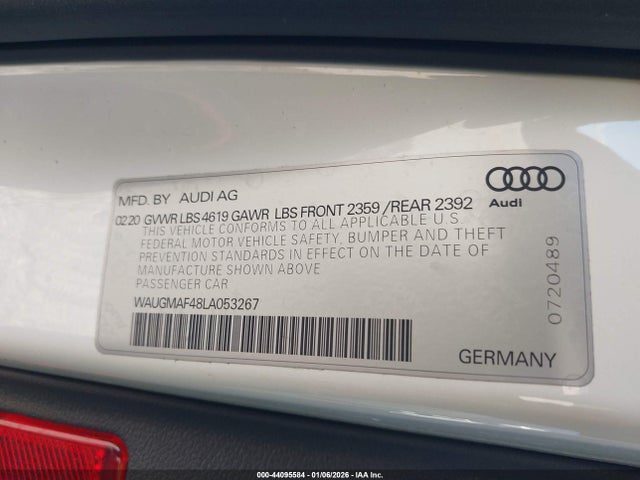 MFD. BY AUDI AG
Audi
02 20 GVWR LBS 4619 GAWR LBS FRONT 2359 /REAR 2392
THIS VEHICLE CONFORMS TO ALL APPLICABLE U S
FEDERAL MOTOR VEHICLE SAFETY, BUMPER AND THEFT
PREVENTION STANDARDS IN EFFECT ON THE DATE OF
MANUFACTURE SHOWN ABOVE
PASSENGER CAR
WAUGMAF48LA053267
0720489
GERMANY
000-44095584 - 01/06/2026 - IAAC Inc.